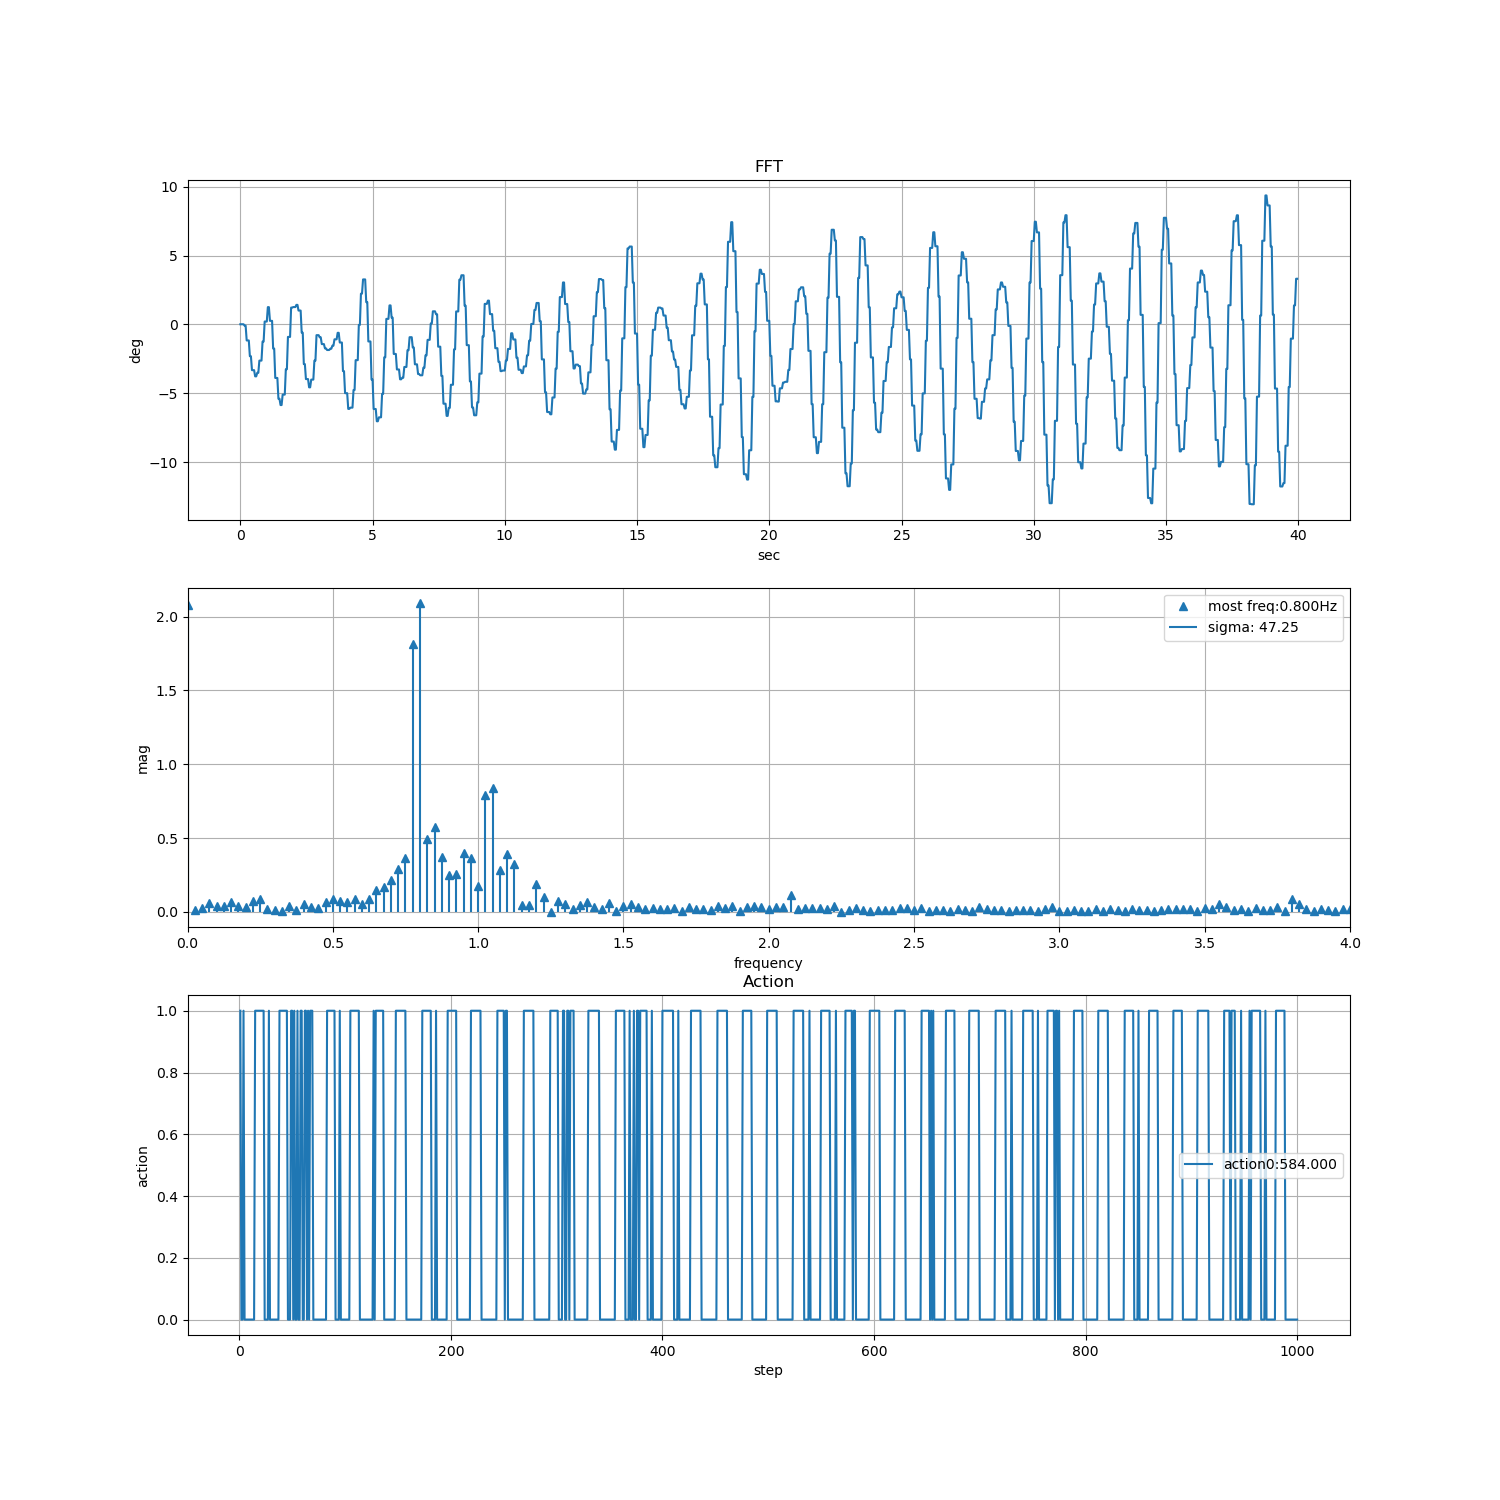 FFT
10
5
0
−5
−10
deg
0 5 10 15 20 25 30 35 40
sec
2.0
1.5
1.0
0.5
0.0
mag
most freq:0.800Hz
sigma: 47.25
0.0 0.5 1.0 1.5 2.0 2.5 3.0 3.5 4.0
frequency
Action
1.0
0.8
0.6
0.4
0.2
0.0
action
action0:584.000
0 200 400 600 800 1000
step